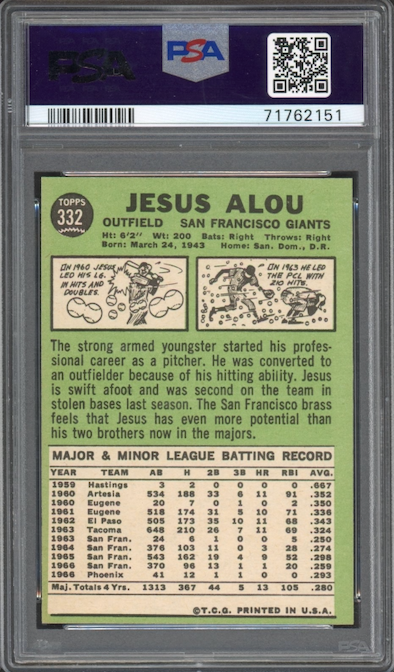 PSA
PSA
71762151
TOPPS
332
JESUS ALOU
OUTFIELD SAN FRANCISCO GIANTS
Ht: 6'2" Wt: 200 Bats: Right Throws: Right
Born: March 24, 1943 Home: San. Dom., D.R.
IN 1960 JESUS
LED HIS LG.
IN HITS AND
DOUBLES.
IN 1963 HE LED
THE PCL WITH
210 HITS.
The strong armed youngster started his profes-
sional career as a pitcher. He was converted to
an outfielder because of his hitting ability. Jesus
is swift afoot and was second on the team in
stolen bases last season. The San Francisco brass
feels that Jesus has even more potential than
his two brothers now in the majors.
MAJOR & MINOR LEAGUE BATTING RECORD
YEAR TEAM AB H 2B 3B HR RBI AVG.
1959 Hastings 3 2 0 0 0 0 .667
1960 Artesia 534 188 33 6 11 91 .352
1960 Eugene 20 7 0 1 0 2 .350
1961 Eugene 518 174 31 5 10 71 .336
1962 El Paso 505 173 35 10 11 68 .343
1963 Tacoma 648 210 26 7 11 69 .324
1963 San Fran. 24 6 1 0 0 5 .250
1964 San Fran. 376 103 11 0 3 28 .274
1965 San Fran. 543 162 19 4 9 52 .298
1966 San Fran. 370 96 13 1 1 20 .259
1966 Phoenix 41 12 1 1 0 0 .293
Maj. Totals 4 Yrs. 1313 367 44 5 13 105 .280
©T.C.G. PRINTED IN U.S.A.
PSA